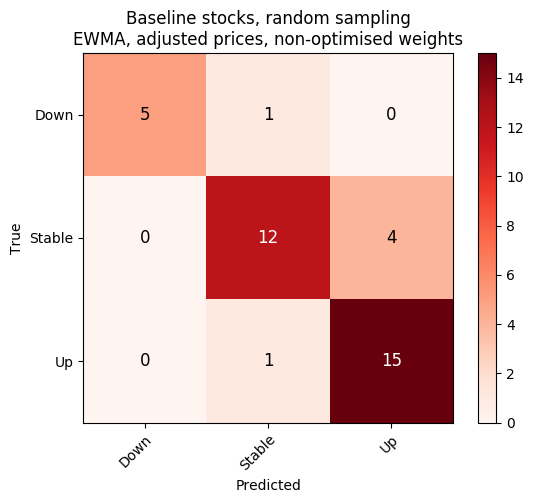 Baseline stocks, random sampling
EWMA, adjusted prices, non-optimised weights
Down 5 1 0
Stable 0 12 4
Up 0 1 15
Down Stable Up
Predicted
True
14
12
10
8
6
4
2
0